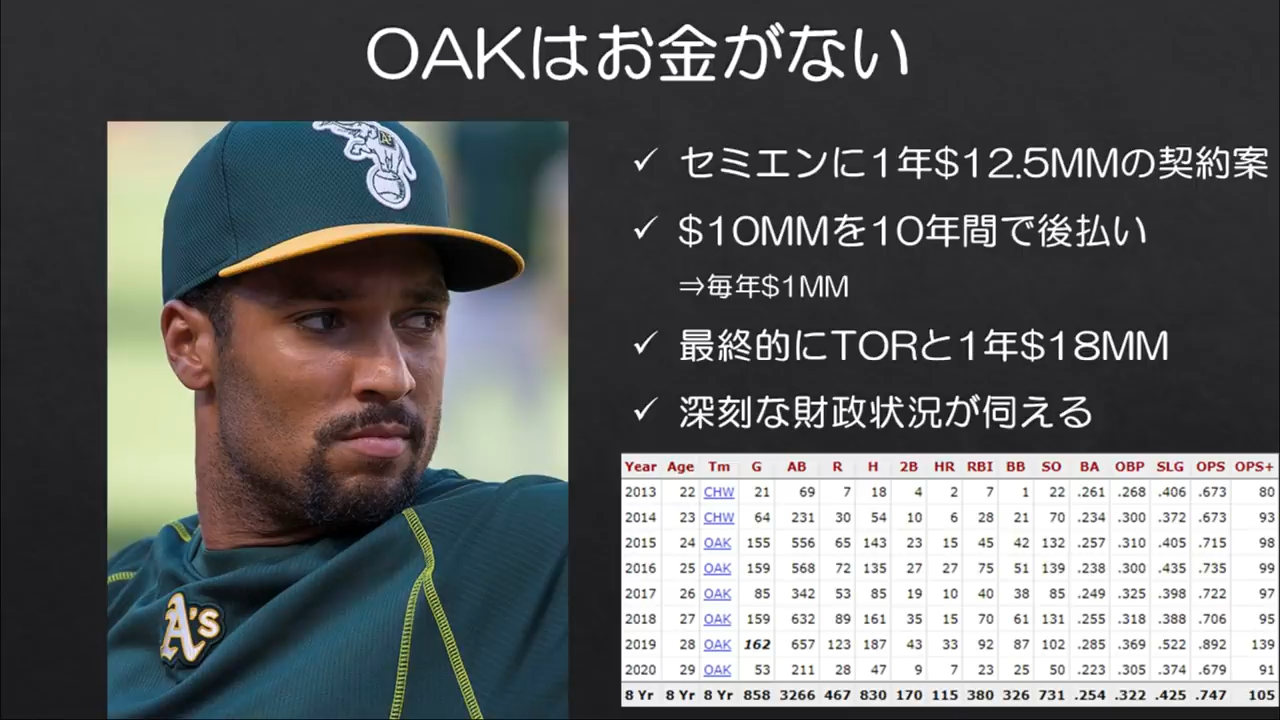 OAKはお金がない
✓ セミエンに1年$12.5MMの契約案
✓ $10MMを10年間で後払い
⇒毎年$1MM
✓ 最終的にTORと1年$18MM
✓ 深刻な財政状況が伺える
A's
Year Age Tm G AB R H 2B HR RBI BB SO BA OBP SLG OPS OPS+
2013 22 CHW 21 69 7 18 4 2 7 1 22 .261 .268 .406 .673 80
2014 23 CHW 64 231 30 54 10 6 28 21 70 .234 .300 .372 .673 93
2015 24 OAK 155 556 65 143 23 15 45 42 132 .257 .310 .405 .715 98
2016 25 OAK 159 568 72 135 27 27 75 51 139 .238 .300 .435 .735 99
2017 26 OAK 85 342 53 85 19 10 40 38 85 .249 .325 .398 .722 97
2018 27 OAK 159 632 89 161 35 15 70 61 131 .255 .318 .388 .706 95
2019 28 OAK 162 657 123 187 43 33 92 87 102 .285 .369 .522 .892 139
2020 29 OAK 53 211 28 47 9 7 23 25 50 .223 .305 .374 .679 91
8 Yr 8 Yr 8 Yr 858 3266 467 830 170 115 380 326 731 .254 .322 .425 .747 105